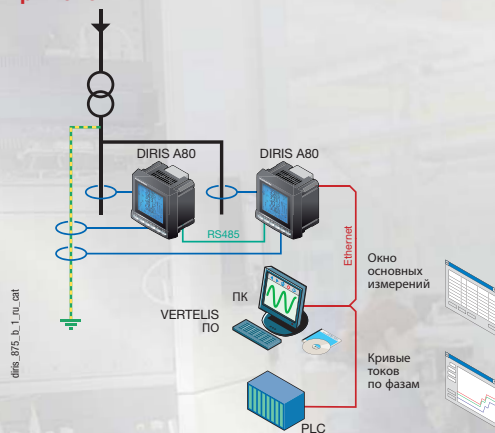 DIRIS A80
DIRIS A80
RS485
Ethernet
Окно
основных
измерений
ПК
VERTELIS
ПО
Кривые
токов
по фазам
PLC
diris_875_b_1_ru_cat